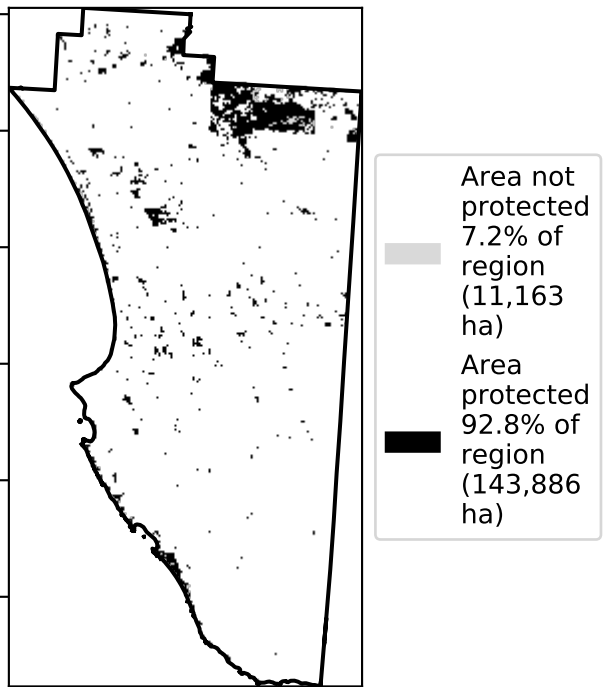 Area not
protected
7.2% of
region
(11,163
ha)
Area
protected
92.8% of
region
(143,886
ha)